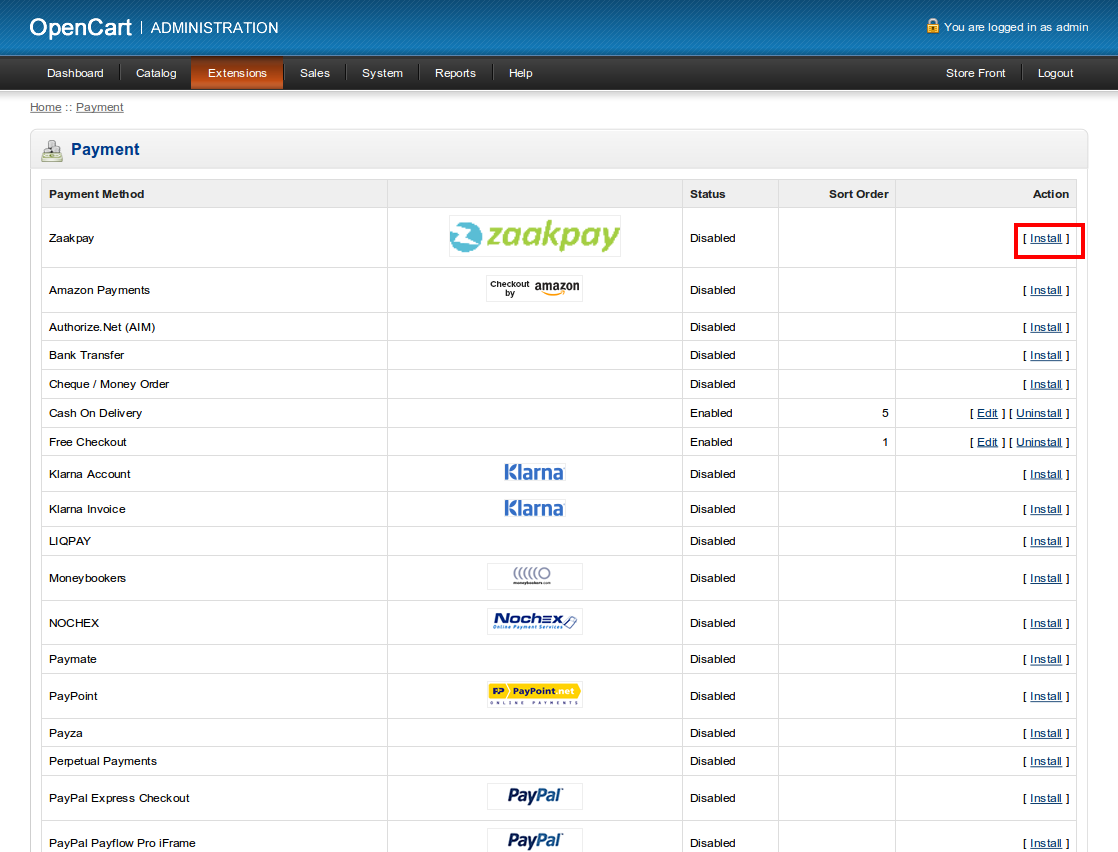 OpenCart | ADMINISTRATION You are logged in as admin
Dashboard Catalog Extensions Sales System Reports Help Store Front Logout
Home :: Payment
Payment
Payment Method Status Sort Order Action
Zaakpay zaakpay Disabled [ Install ]
Amazon Payments Checkout by amazon Disabled [ Install ]
Authorize.Net (AIM) Disabled [ Install ]
Bank Transfer Disabled [ Install ]
Cheque / Money Order Disabled [ Install ]
Cash On Delivery Enabled 5 [ Edit ] [ Uninstall ]
Free Checkout Enabled 1 [ Edit ] [ Uninstall ]
Klarna Account Klarna Disabled [ Install ]
Klarna Invoice Klarna Disabled [ Install ]
LIQPAY Disabled [ Install ]
Moneybookers moneybookers.com Disabled [ Install ]
NOCHEX Nochex Online Payment Services Disabled [ Install ]
Paymate Disabled [ Install ]
PayPoint PayPoint.net ONLINE PAYMENTS Disabled [ Install ]
Payza Disabled [ Install ]
Perpetual Payments Disabled [ Install ]
PayPal Express Checkout PayPal Disabled [ Install ]
PayPal Payflow Pro iFrame PayPal Disabled [ Install ]